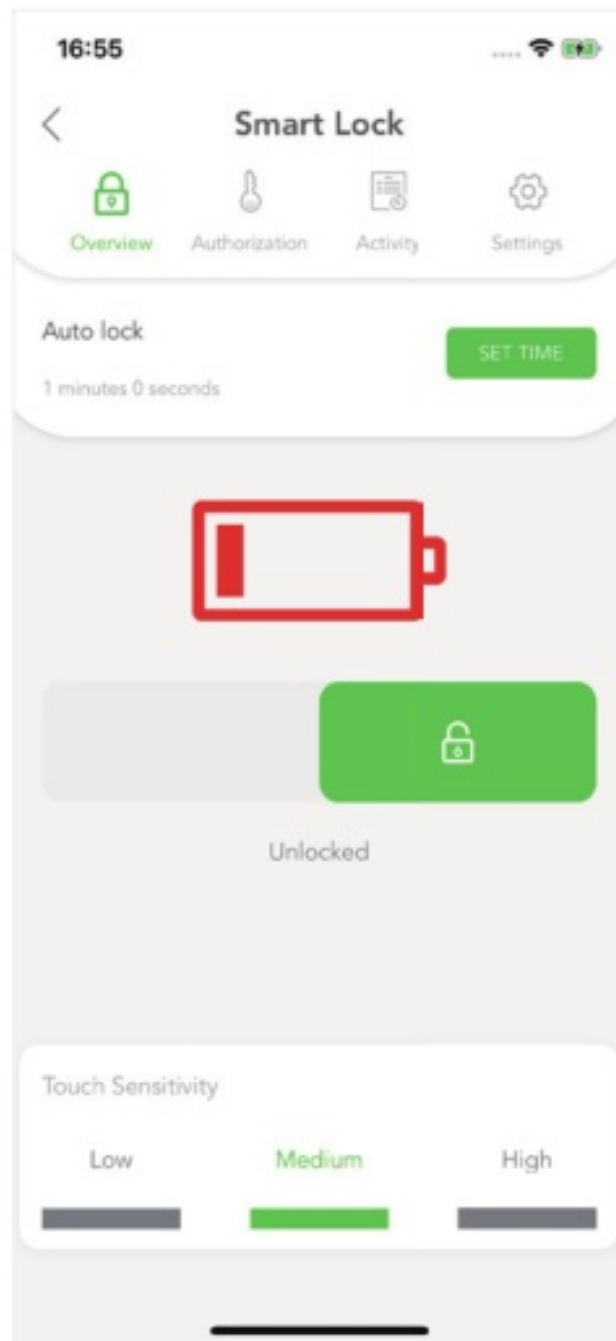 16:55
Smart Lock
Overview Authorization Activity Settings
Auto lock
SET TIME
1 minutes 0 seconds
Unlocked
Touch Sensitivity
Low Medium High